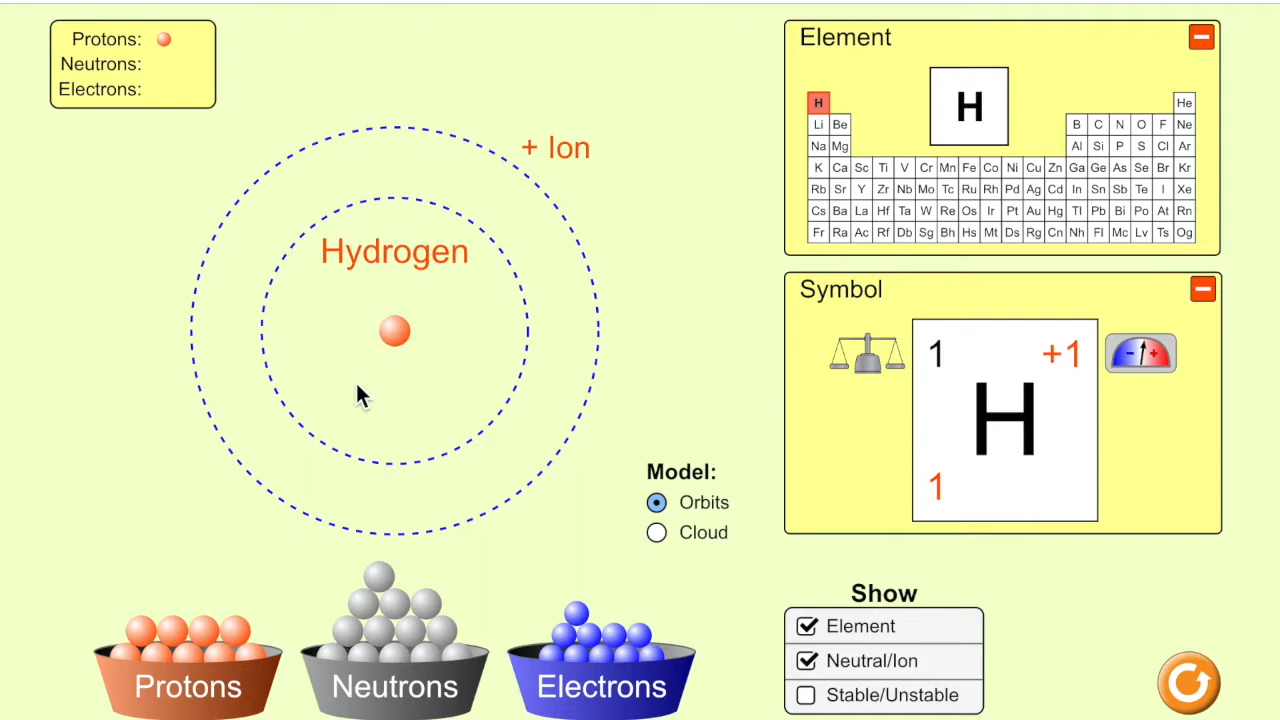 Protons:
Neutrons:
Electrons:
+ Ion
Hydrogen
Model:
Orbits
Cloud
Protons
Neutrons
Electrons
Element
H
H He
Li Be B C N O F Ne
Na Mg Al Si P S Cl Ar
K Ca Sc Ti V Cr Mn Fe Co Ni Cu Zn Ga Ge As Se Br Kr
Rb Sr Y Zr Nb Mo Tc Ru Rh Pd Ag Cd In Sn Sb Te I Xe
Cs Ba La Hf Ta W Re Os Ir Pt Au Hg Tl Pb Bi Po At Rn
Fr Ra Ac Rf Db Sg Bh Hs Mt Ds Rg Cn Nh Fl Mc Lv Ts Og
Symbol
1 +1
- +
H
1
Show
Element
Neutral/Ion
Stable/Unstable